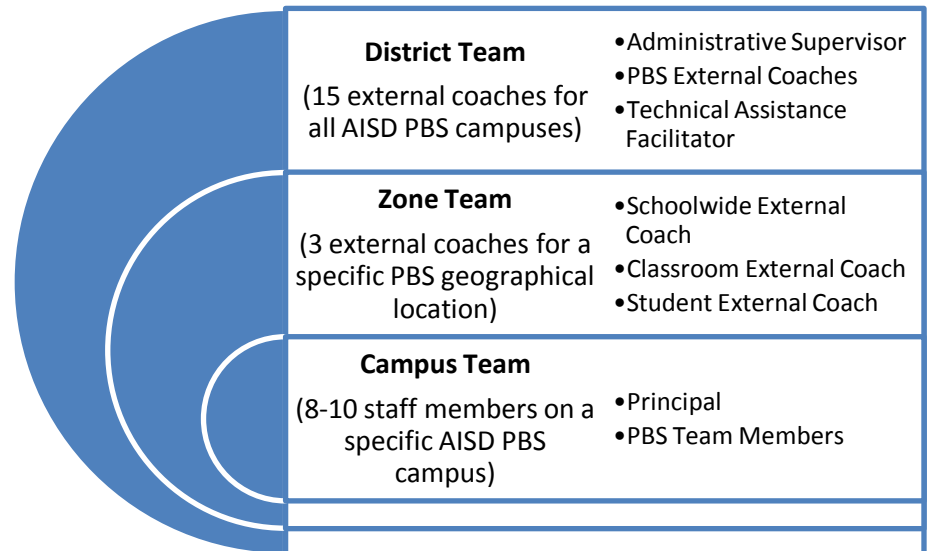 District Team
(15 external coaches for
all AISD PBS campuses)
•Administrative Supervisor
•PBS External Coaches
•Technical Assistance
Facilitator
Zone Team
(3 external coaches for a
specific PBS geographical
location)
•Schoolwide External
Coach
•Classroom External Coach
•Student External Coach
Campus Team
(8-10 staff members on a
specific AISD PBS
campus)
•Principal
•PBS Team Members